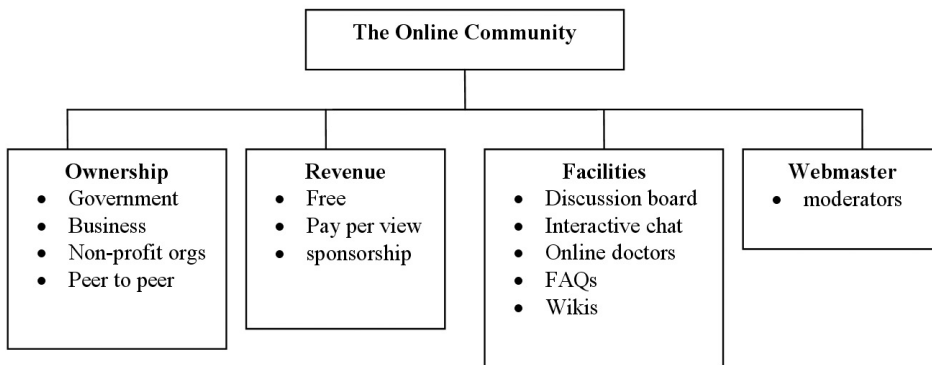 The Online Community
Ownership
• Government
• Business
• Non-profit orgs
• Peer to peer
Revenue
• Free
• Pay per view
• sponsorship
Facilities
• Discussion board
• Interactive chat
• Online doctors
• FAQs
• Wikis
Webmaster
• moderators